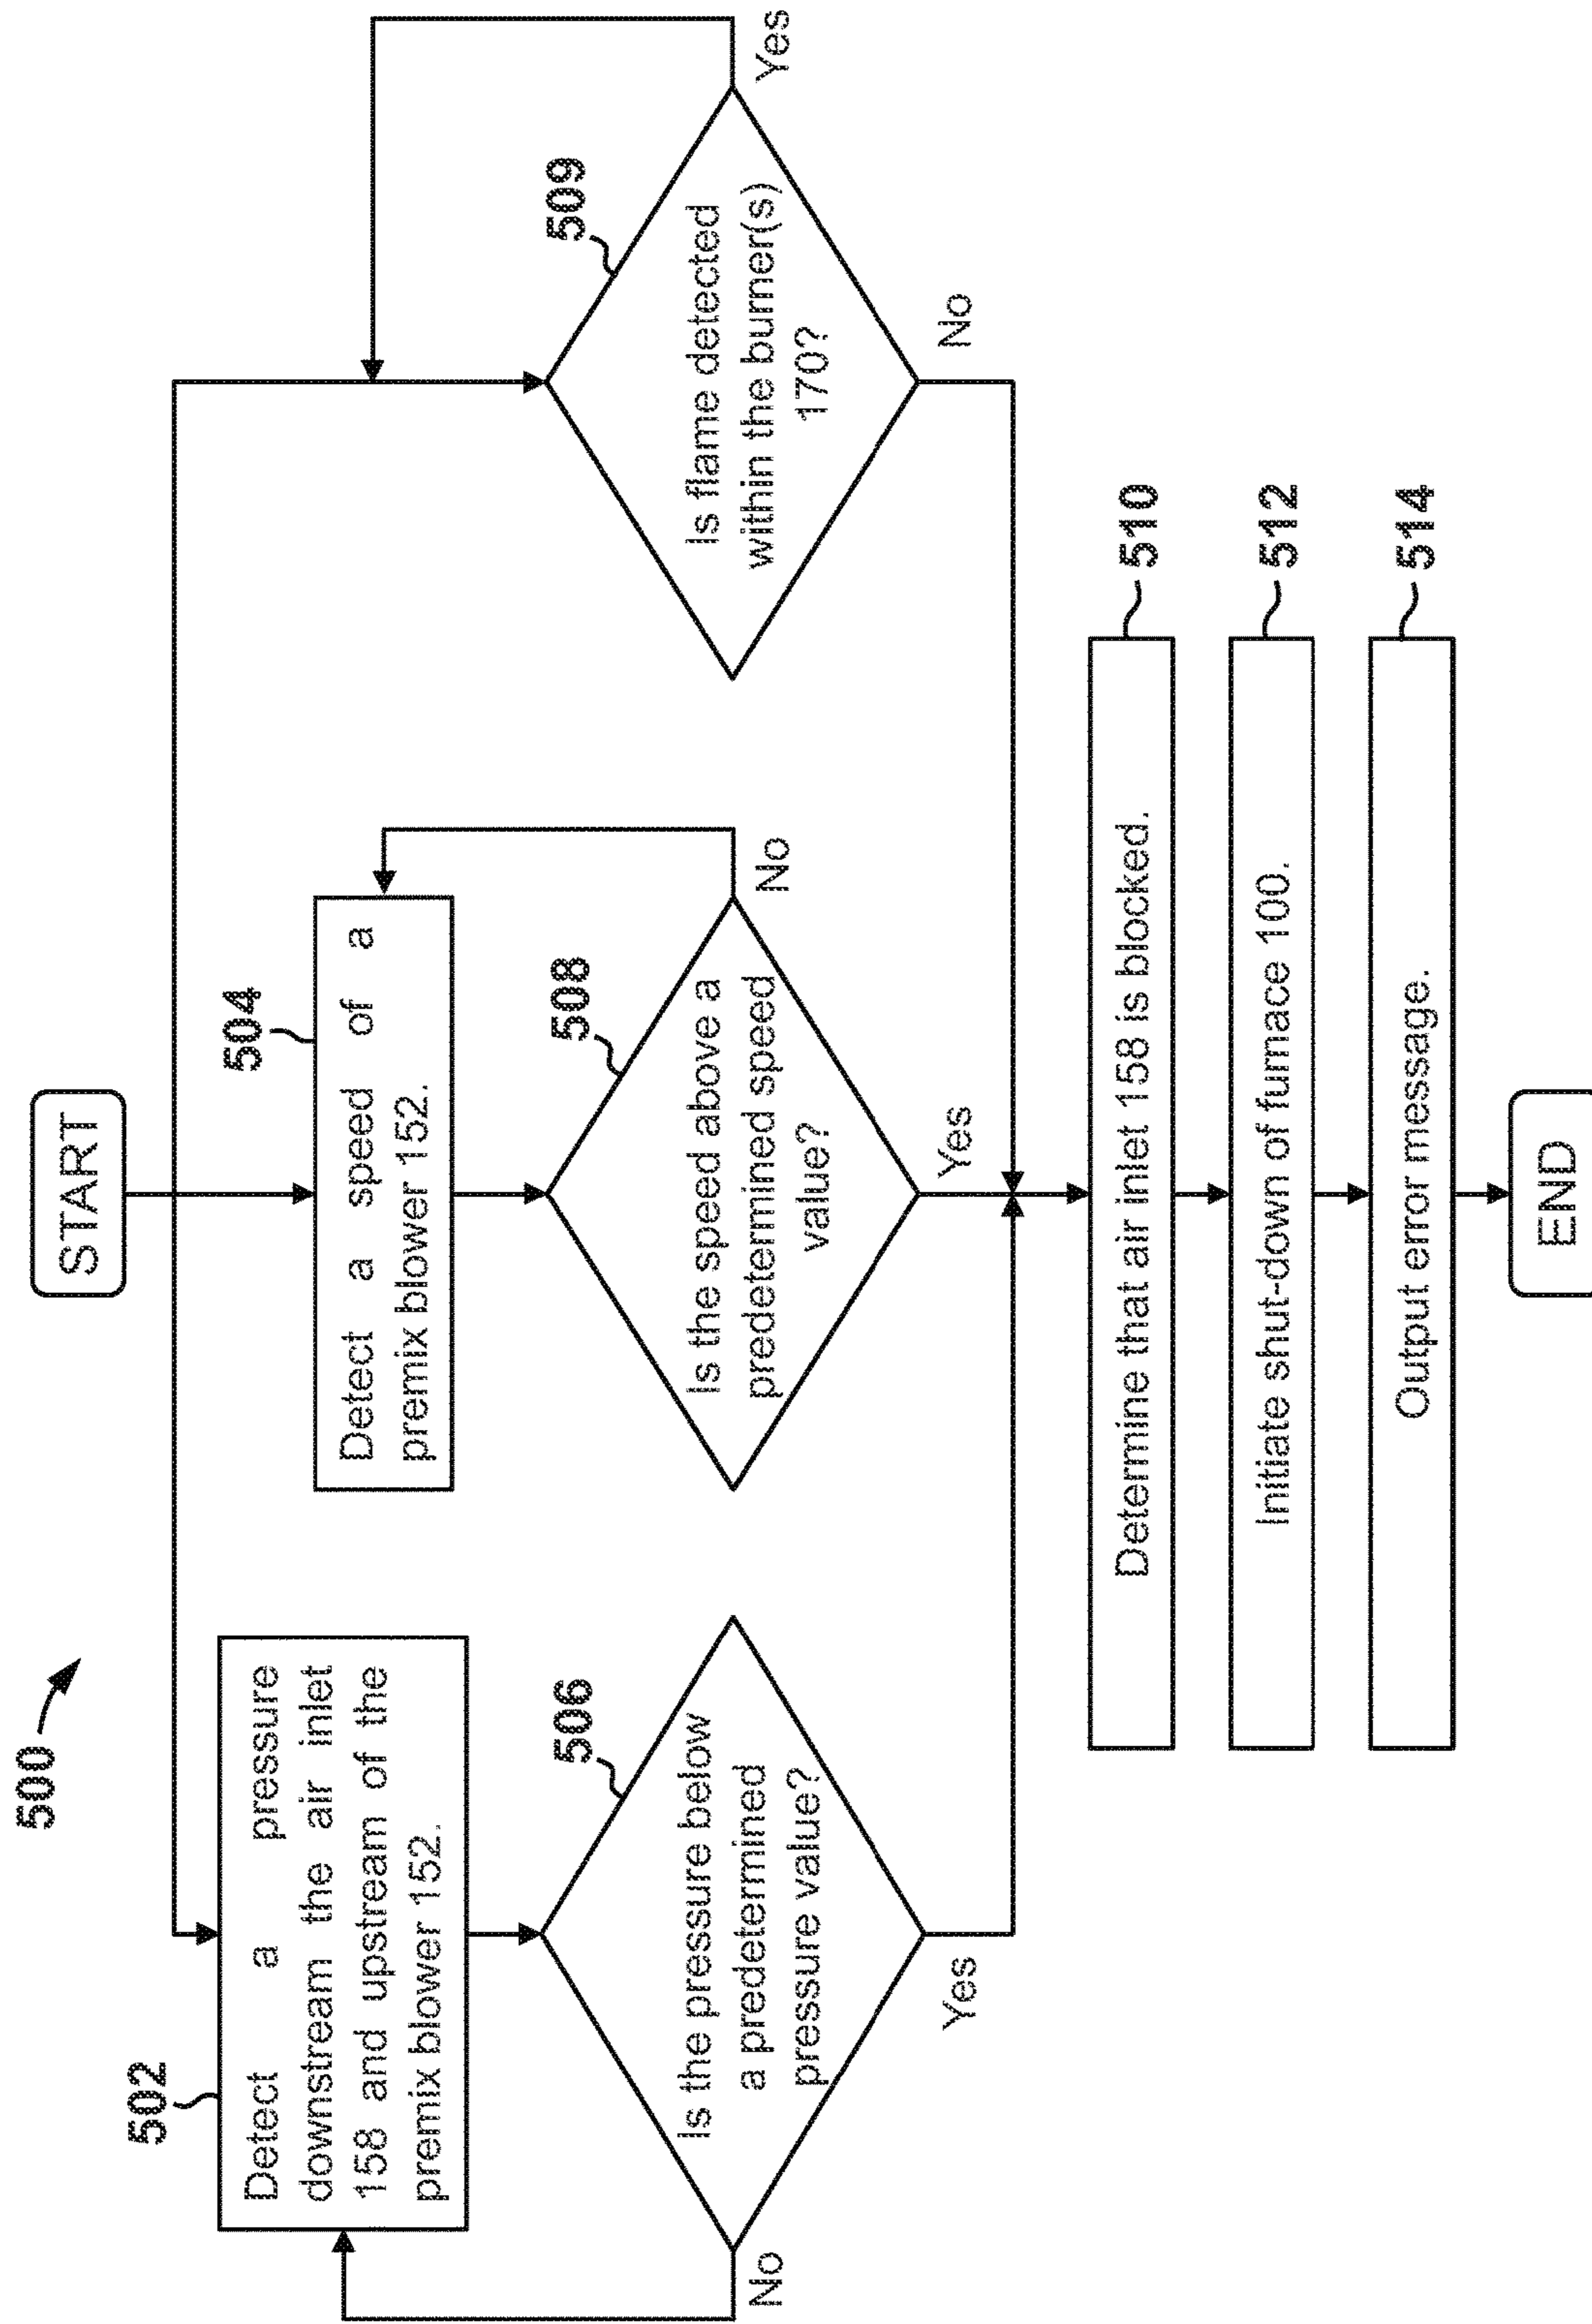 500
START
502
Detect a pressure
downstream the air inlet
158 and upstream of the
premix blower 152.
504
Detect a speed of a
premix blower 152.
506
Is the pressure below
a predetermined
pressure value?
No
Yes
508
Is the speed above a
predetermined speed
value?
No
Yes
509
Is flame detected
within the burner(s)
170?
Yes
No
Determine that air inlet 158 is blocked.
510
Initiate shut-down of furnace 100.
512
Output error message.
514
END